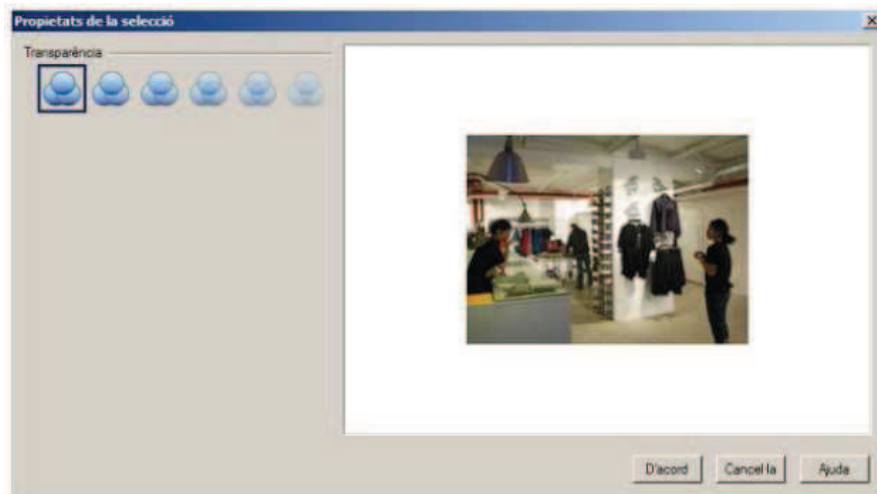 Propietats de la selecció
Transparència
D'acord
Cancel·la
Ajuda